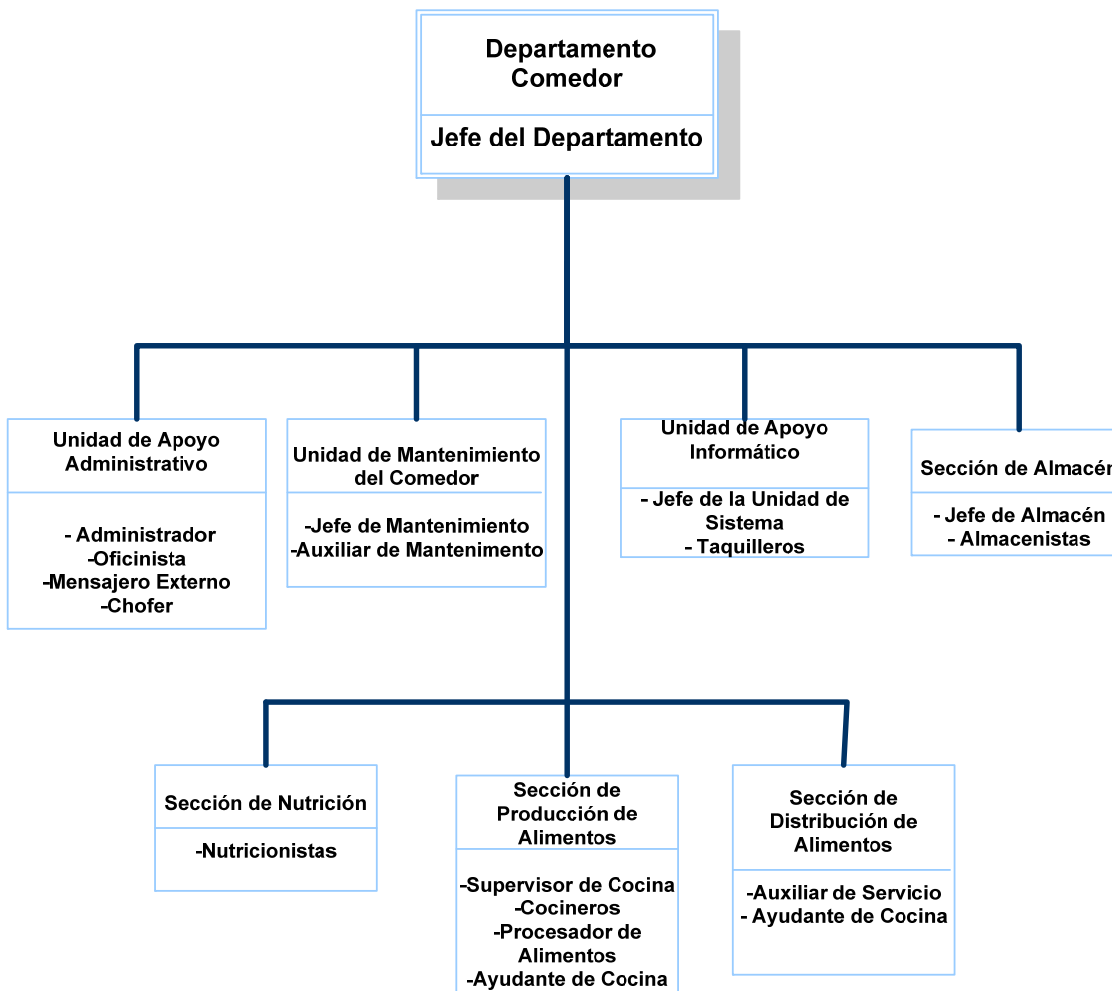 Departamento
Comedor
Jefe del Departamento
Unidad de Apoyo
Administrativo
- Administrador
-Oficinista
-Mensajero Externo
-Chofer
Unidad de Mantenimiento
del Comedor
-Jefe de Mantenimiento
-Auxiliar de Mantenimento
Unidad de Apoyo
Informático
- Jefe de la Unidad de
Sistema
- Taquilleros
Sección de Almacén
- Jefe de Almacén
- Almacenistas
Sección de Nutrición
-Nutricionistas
Sección de
Producción de
Alimentos
-Supervisor de Cocina
-Cocineros
-Procesador de
Alimentos
-Ayudante de Cocina
Sección de
Distribución de
Alimentos
-Auxiliar de Servicio
- Ayudante de Cocina